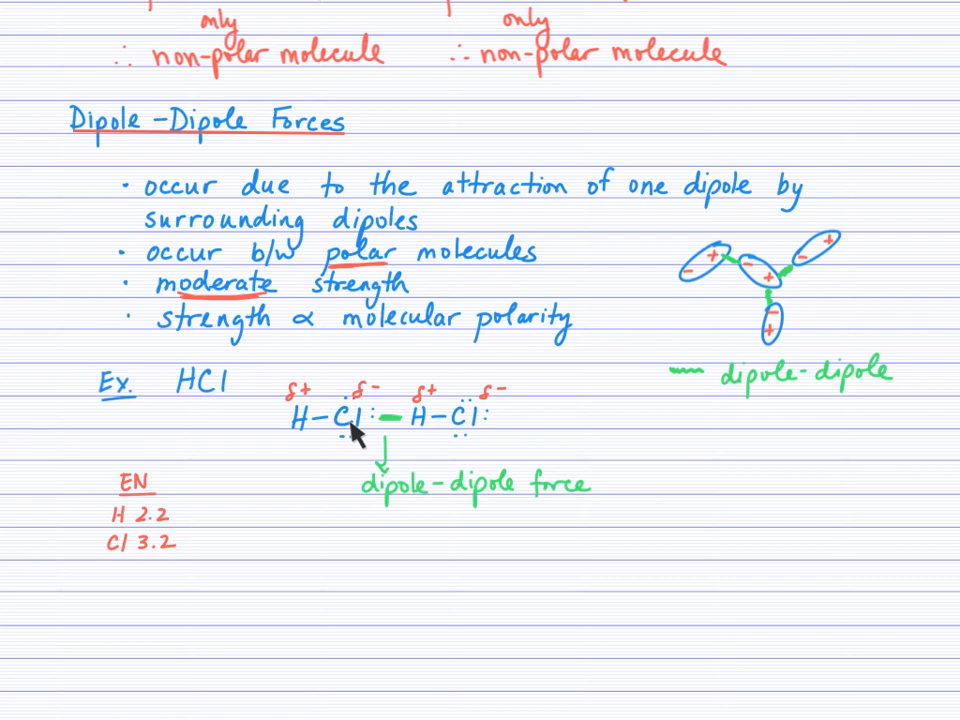 only only
∴ non-polar molecule ∴ non-polar molecule
Dipole-Dipole Forces
• occur due to the attraction of one dipole by
surrounding dipoles
• occur b/w polar molecules
• moderate strength
• strength ∝ molecular polarity
+ - - + - + - +
dipole-dipole
Ex. HCl
δ+ δ- δ+ δ-
H-Cl: - H-Cl:
dipole-dipole force
EN
H 2.2
Cl 3.2